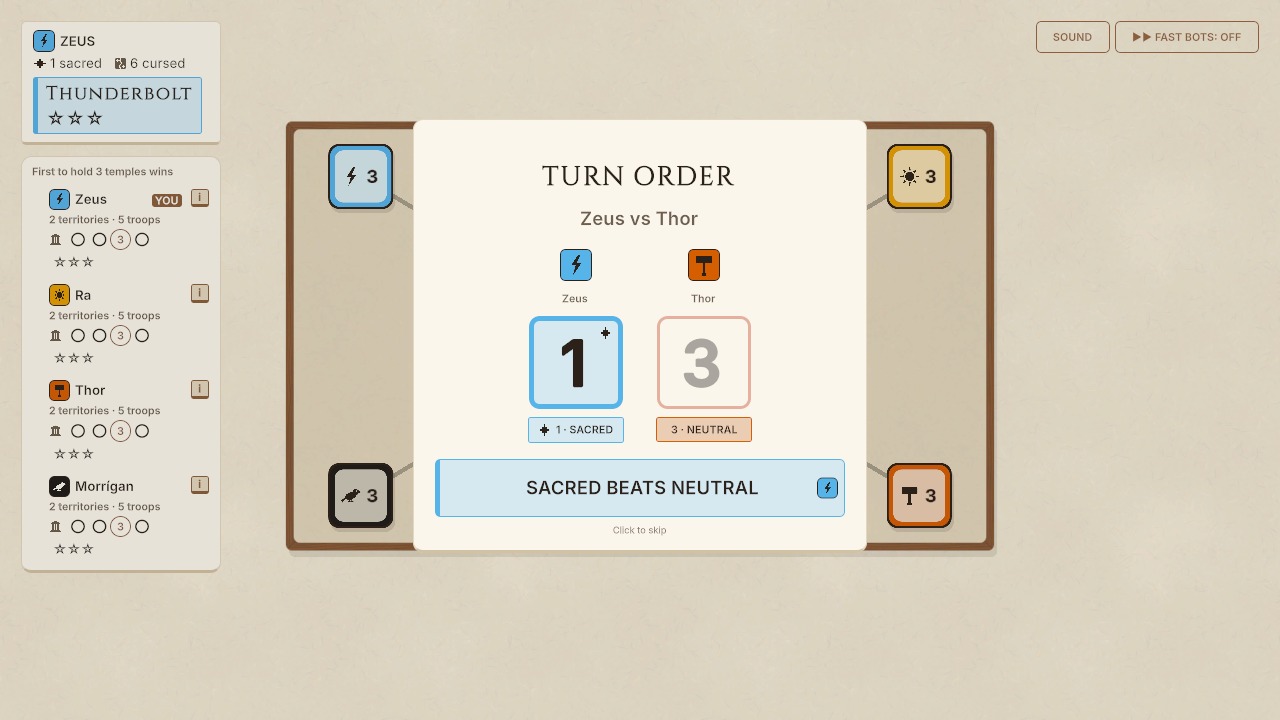 ZEUS
1 sacred 6 cursed
THUNDERBOLT
First to hold 3 temples wins
Zeus YOU i
2 territories · 5 troops
3
Ra i
2 territories · 5 troops
3
Thor i
2 territories · 5 troops
3
Morrígan i
2 territories · 5 troops
3
SOUND
FAST BOTS: OFF
3
3
3
3
TURN ORDER
Zeus vs Thor
Zeus Thor
1 3
1 · SACRED 3 · NEUTRAL
SACRED BEATS NEUTRAL
Click to skip